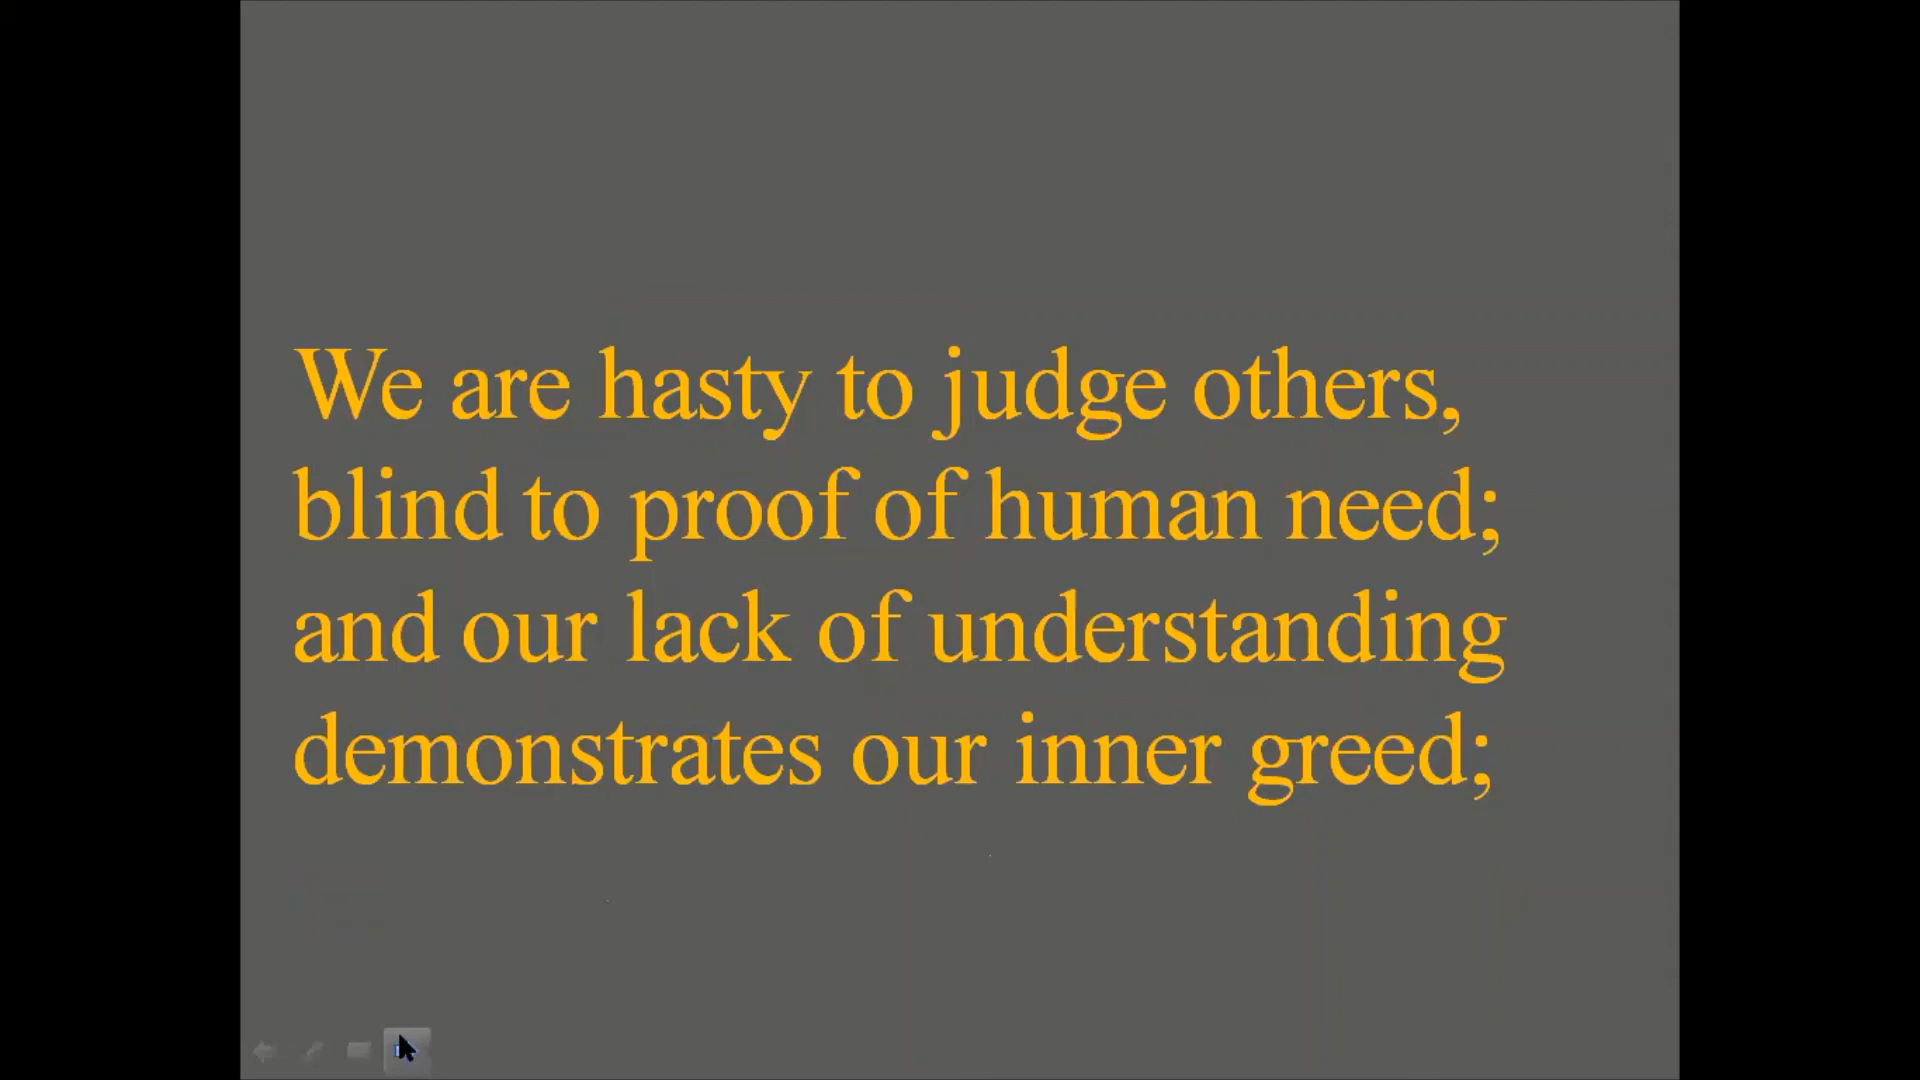 We are hasty to judge others,
blind to proof of human need;
and our lack of understanding
demonstrates our inner greed;